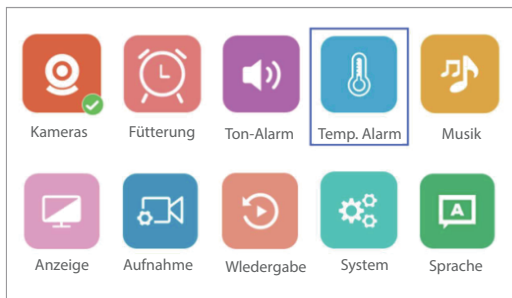 Kameras Fütterung Ton-Alarm Temp. Alarm Musik
A
Anzeige Aufnahme Wledergabe System Sprache